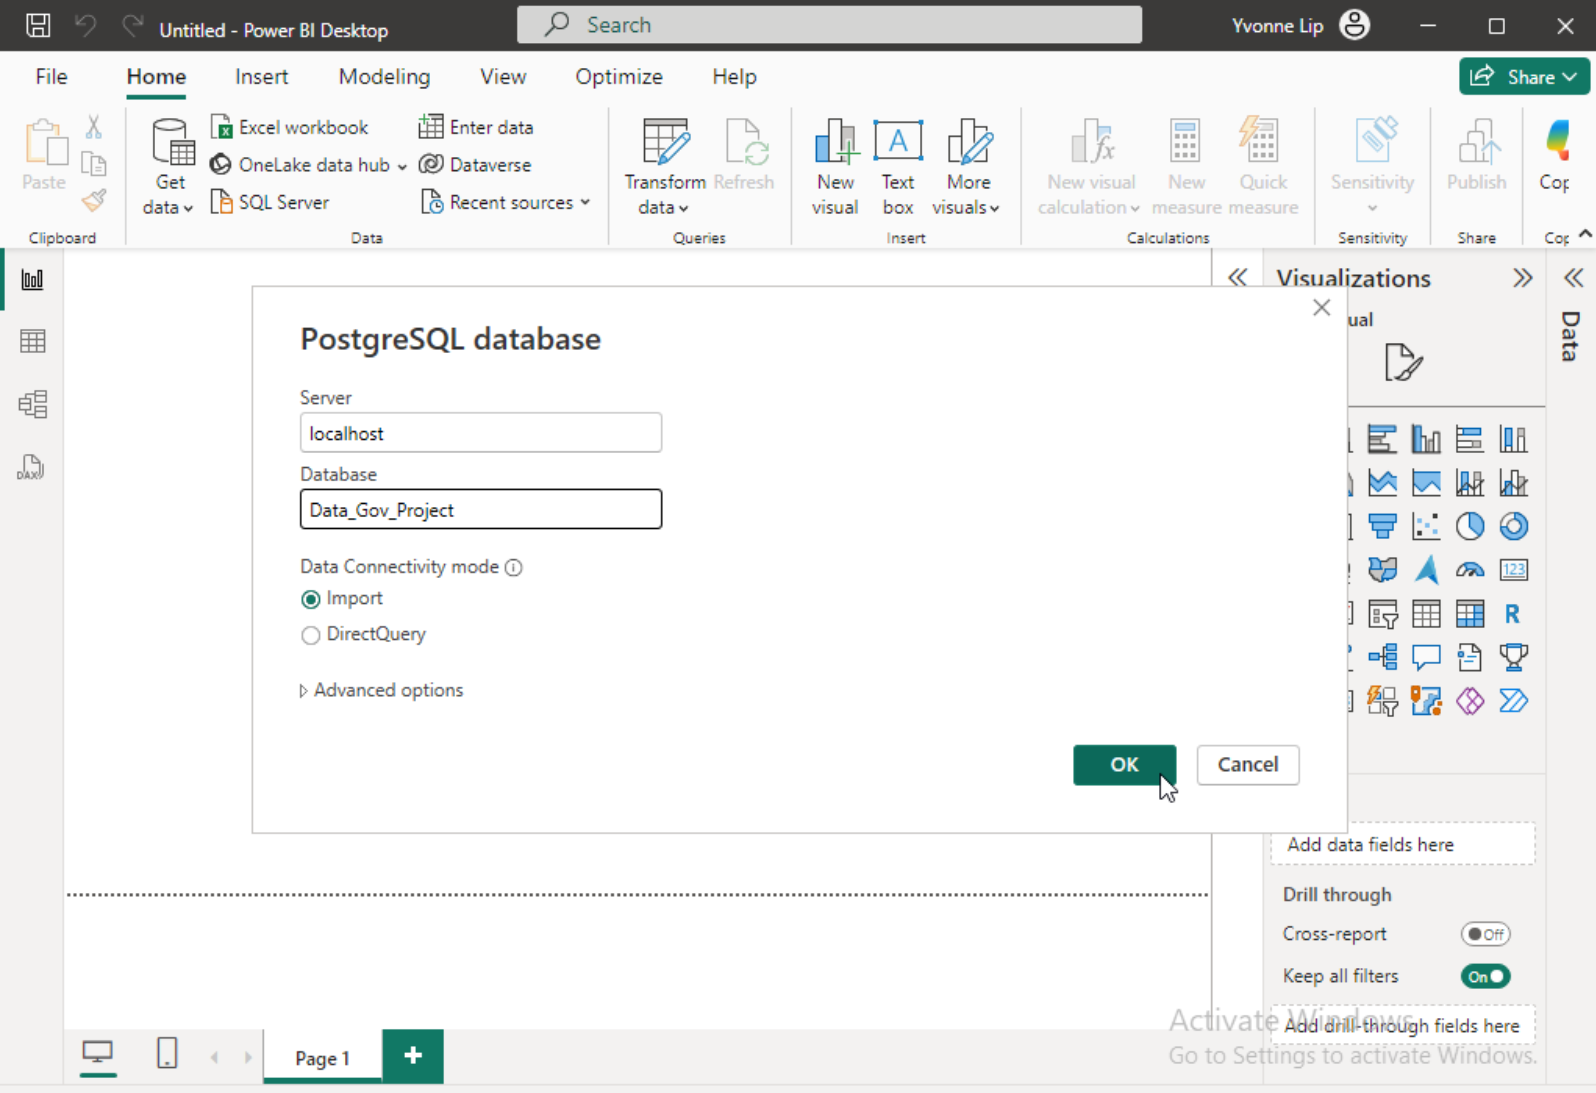 Untitled - Power BI Desktop
Search
Yvonne Lip
File
Home
Insert
Modeling
View
Optimize
Help
Share
Paste
Get
data
Excel workbook
OneLake data hub
SQL Server
Enter data
Dataverse
Recent sources
Transform
data
Refresh
New
visual
Text
box
More
visuals
New visual
calculation
New
measure
Quick
measure
Sensitivity
Publish
Cop
Clipboard
Data
Queries
Insert
Calculations
Sensitivity
Share
Cop
Visualizations
ual
Data
PostgreSQL database
Server
localhost
Database
Data_Gov_Project
Data Connectivity mode
Import
DirectQuery
Advanced options
OK
Cancel
123
R
DAX
Add data fields here
Drill through
Cross-report
Off
Keep all filters
On
Add drill-through fields here
Activate Windows
Go to Settings to activate Windows.
Page 1